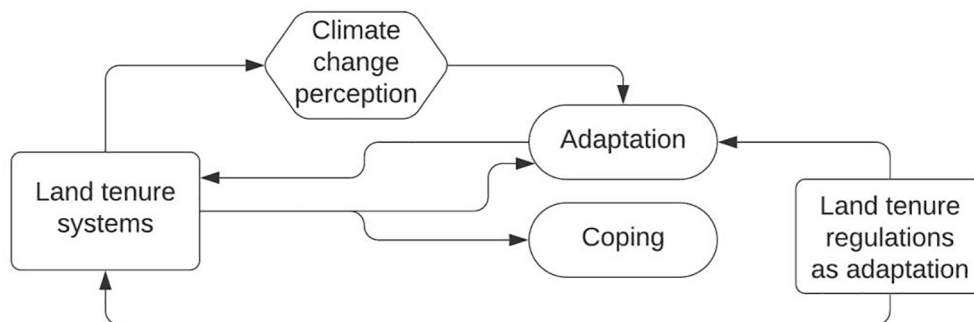 Climate
change
perception
Adaptation
Land tenure
systems
Land tenure
regulations
as adaptation
Coping